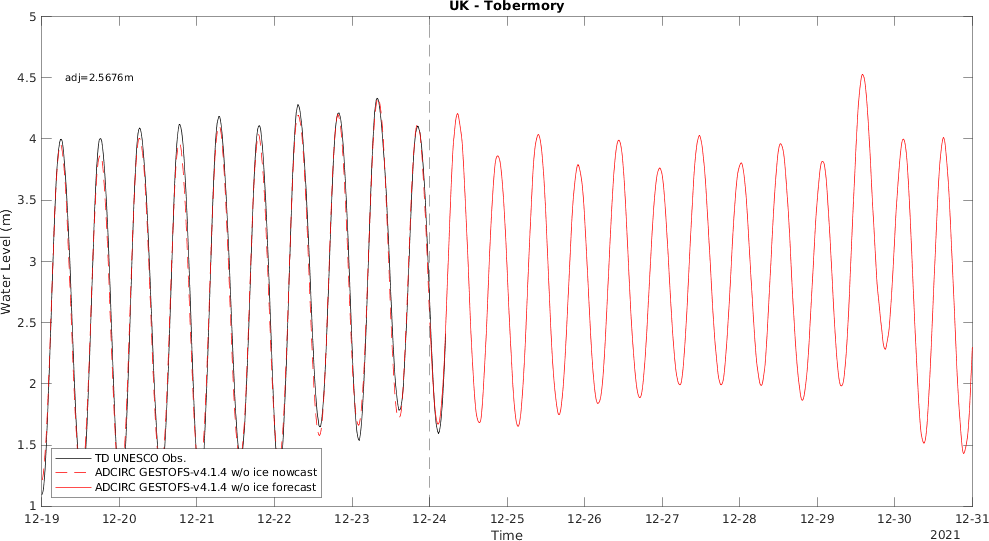 UK - Tobermory
adj=2.5676m
Water Level (m)
5
4.5
4
3.5
3
2.5
2
1.5
1
TD UNESCO Obs.
ADCIRC GESTOFS-v4.1.4 w/o ice nowcast
ADCIRC GESTOFS-v4.1.4 w/o ice forecast
12-19 12-20 12-21 12-22 12-23 12-24 12-25 12-26 12-27 12-28 12-29 12-30 12-31
Time
2021